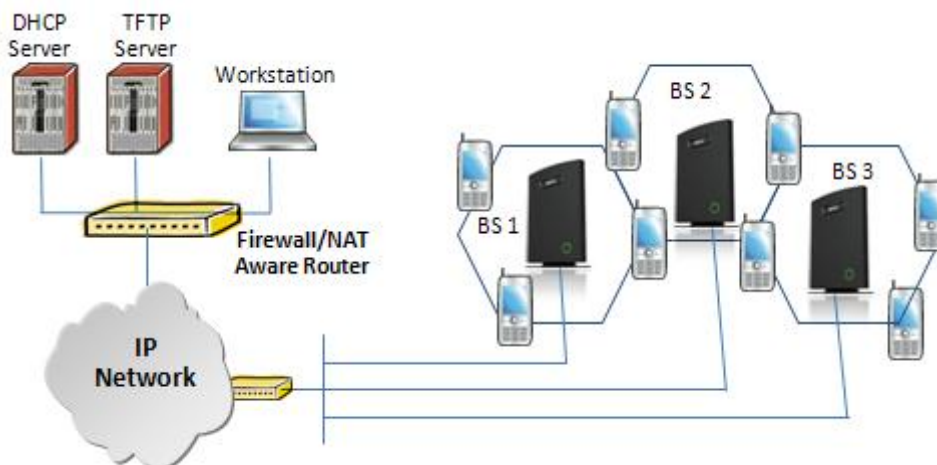 DHCP
Server
TFTP
Server
Workstation
Firewall/NAT
Aware Router
IP
Network
BS 1
BS 2
BS 3